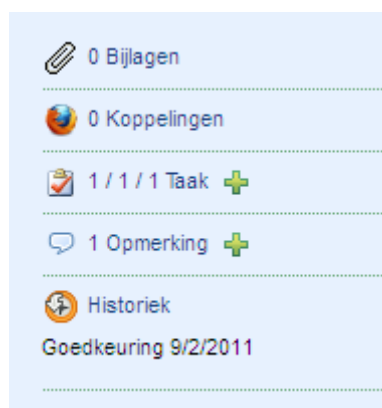 0 Bijlagen
0 Koppelingen
1 / 1 / 1 Taak
1 Opmerking
Historiek
Goedkeuring 9/2/2011